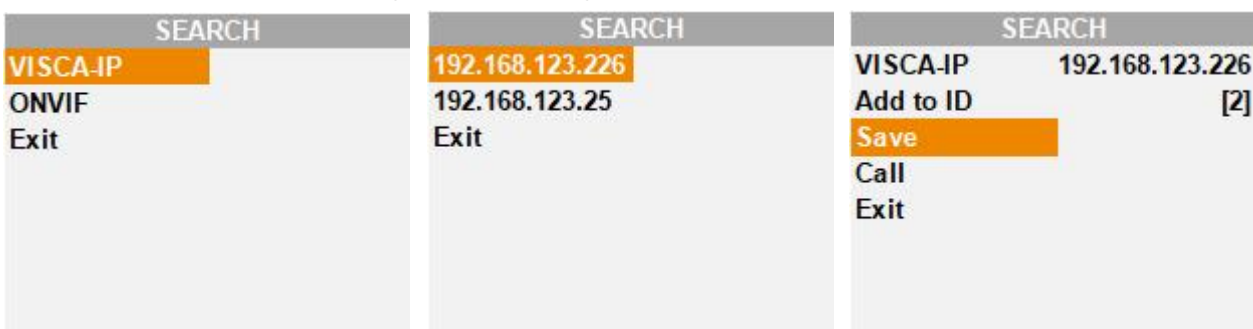 SEARCH
VISCA-IP
ONVIF
Exit
SEARCH
192.168.123.226
192.168.123.25
Exit
SEARCH
VISCA-IP 192.168.123.226
Add to ID [2]
Save
Call
Exit